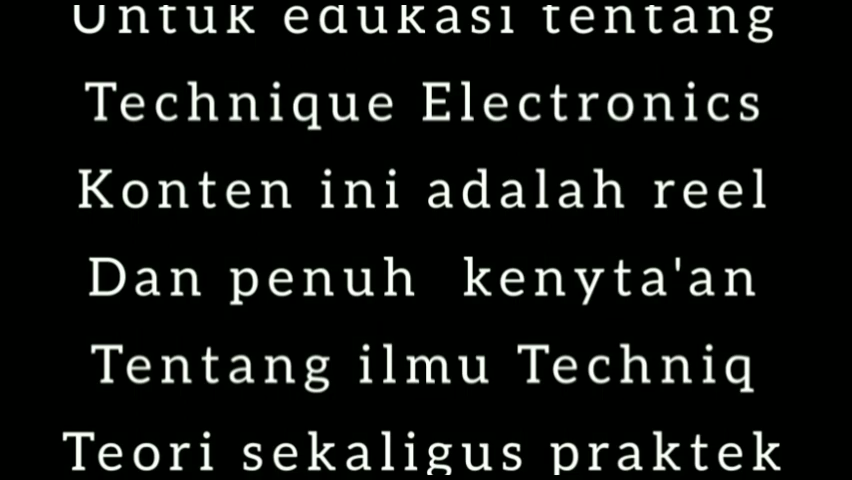 Untuk edukasi tentang
Technique Electronics
Konten ini adalah reel
Dan penuh kenyta'an
Tentang ilmu Techniq
Teori sekaligus praktek